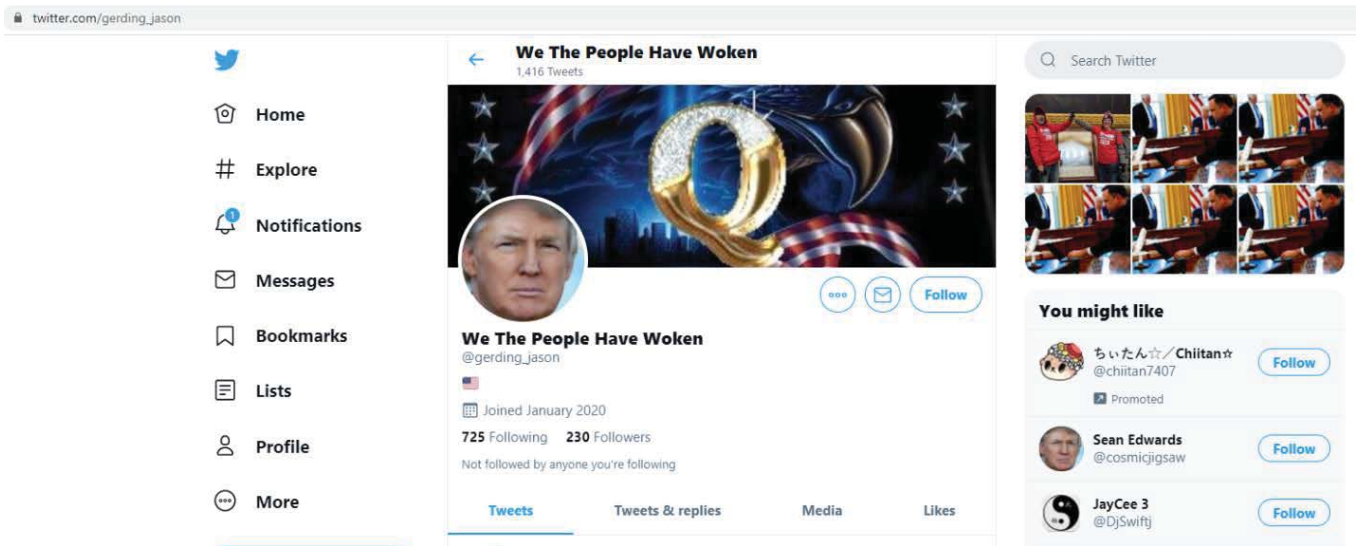 twitter.com/gerding_jason
Home
Explore
1
Notifications
Messages
Bookmarks
Lists
Profile
More
We The People Have Woken
1,416 Tweets
Q
Follow
We The People Have Woken
@gerding_jason
Joined January 2020
725 Following 230 Followers
Not followed by anyone you're following
Tweets Tweets & replies Media Likes
Search Twitter
You might like
ちぃたん☆／Chiitan☆
@chiitan7407
Follow
Promoted
Sean Edwards
@cosmicjigsaw
Follow
JayCee 3
@DjSwiftj
Follow